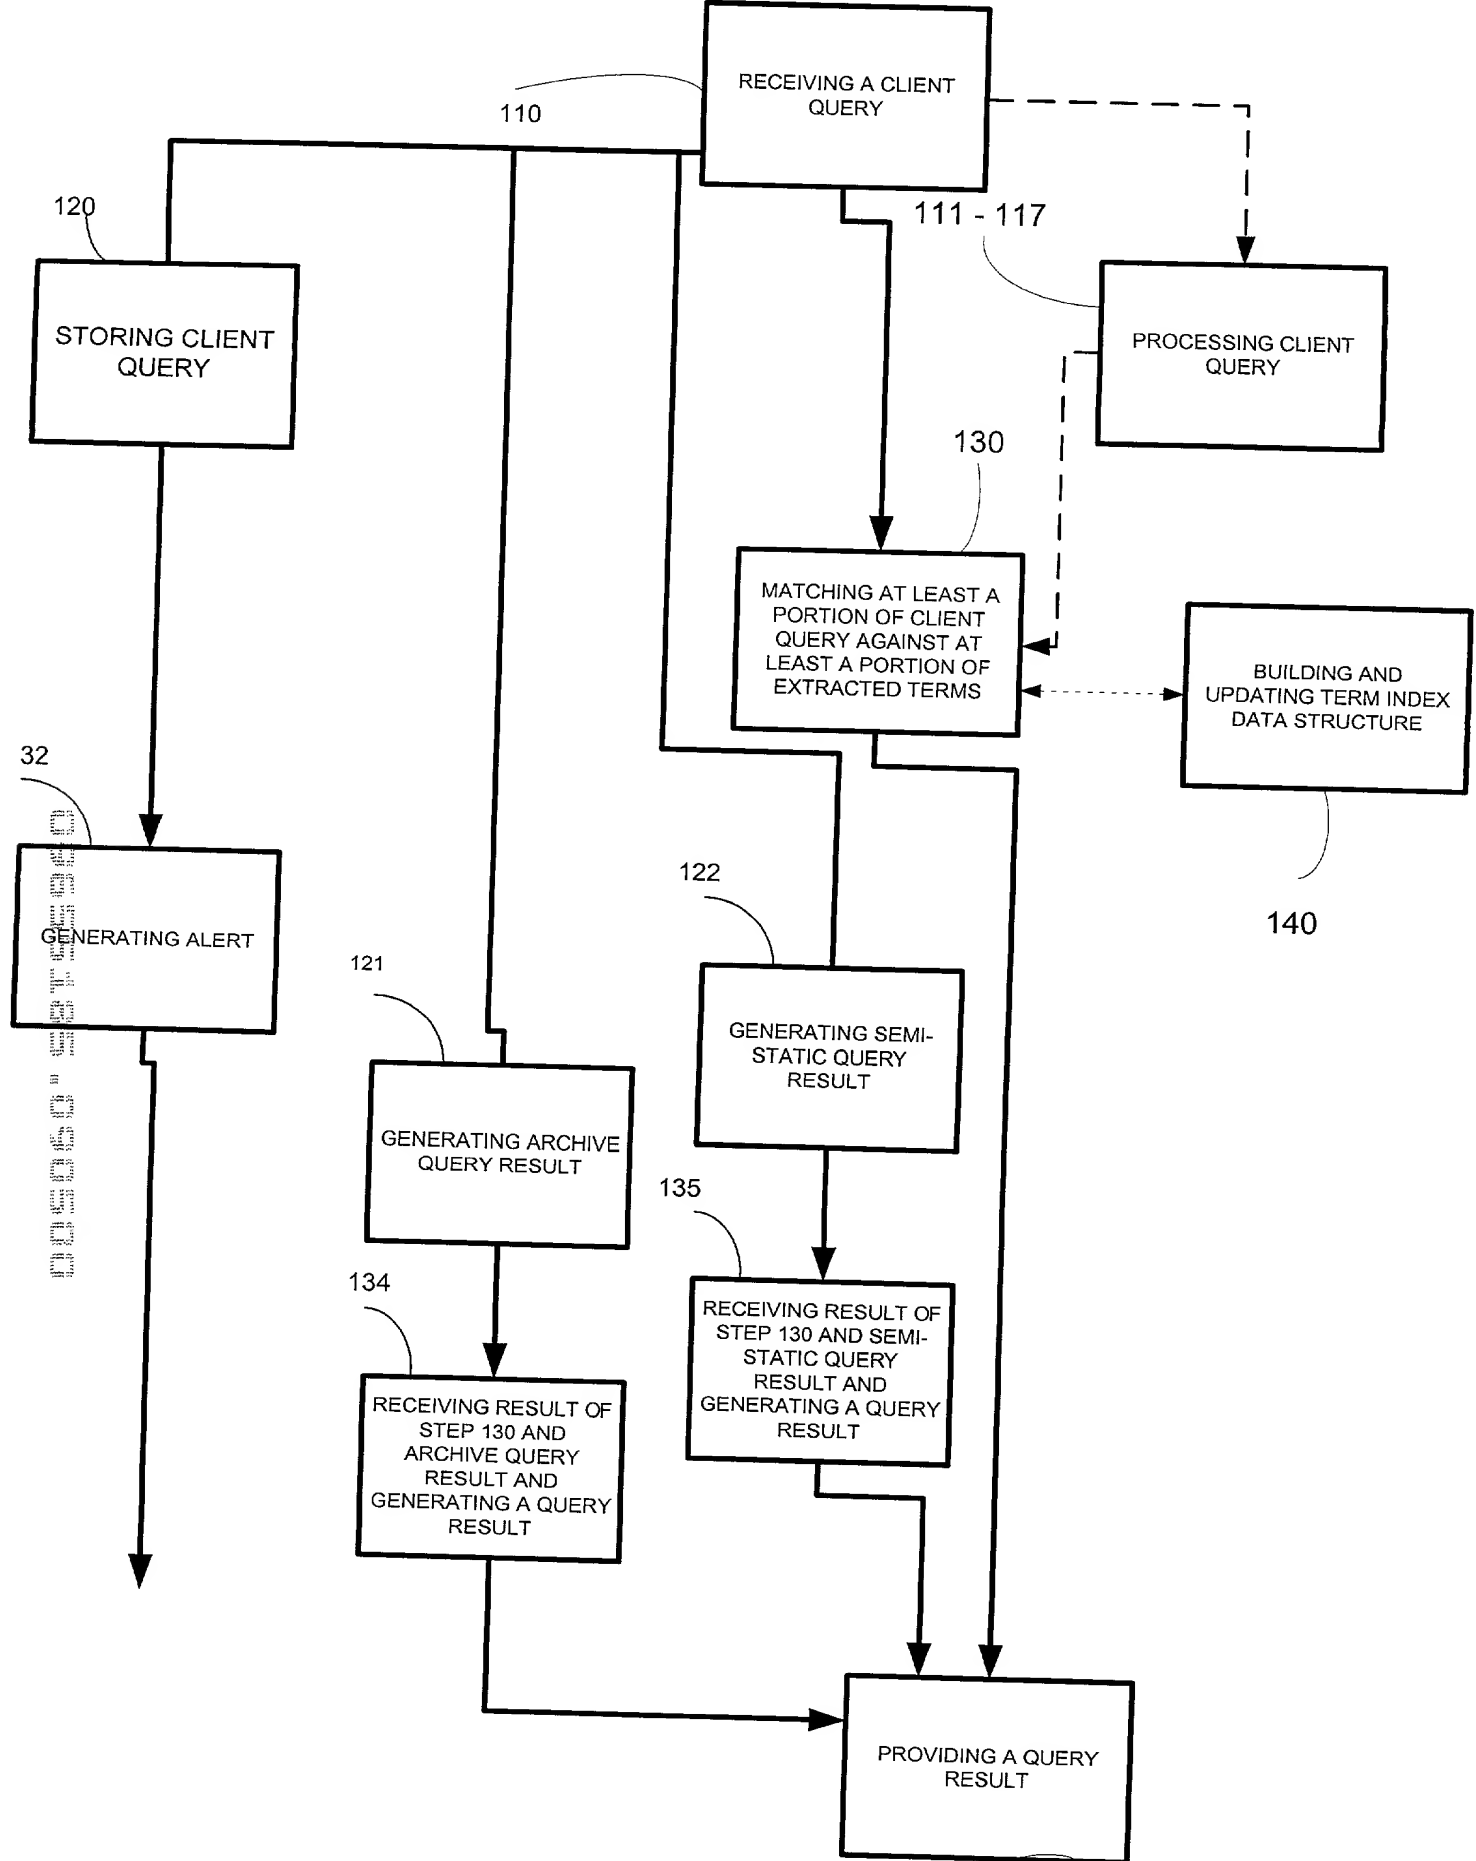 RECEIVING A CLIENT
QUERY
110
111 - 117
120
STORING CLIENT
QUERY
PROCESSING CLIENT
QUERY
130
MATCHING AT LEAST A
PORTION OF CLIENT
QUERY AGAINST AT
LEAST A PORTION OF
EXTRACTED TERMS
BUILDING AND
UPDATING TERM INDEX
DATA STRUCTURE
140
32
GENERATING ALERT
122
GENERATING SEMI-
STATIC QUERY
RESULT
121
GENERATING ARCHIVE
QUERY RESULT
135
RECEIVING RESULT OF
STEP 130 AND SEMI-
STATIC QUERY
RESULT AND
GENERATING A QUERY
RESULT
134
RECEIVING RESULT OF
STEP 130 AND
ARCHIVE QUERY
RESULT AND
GENERATING A QUERY
RESULT
PROVIDING A QUERY
RESULT